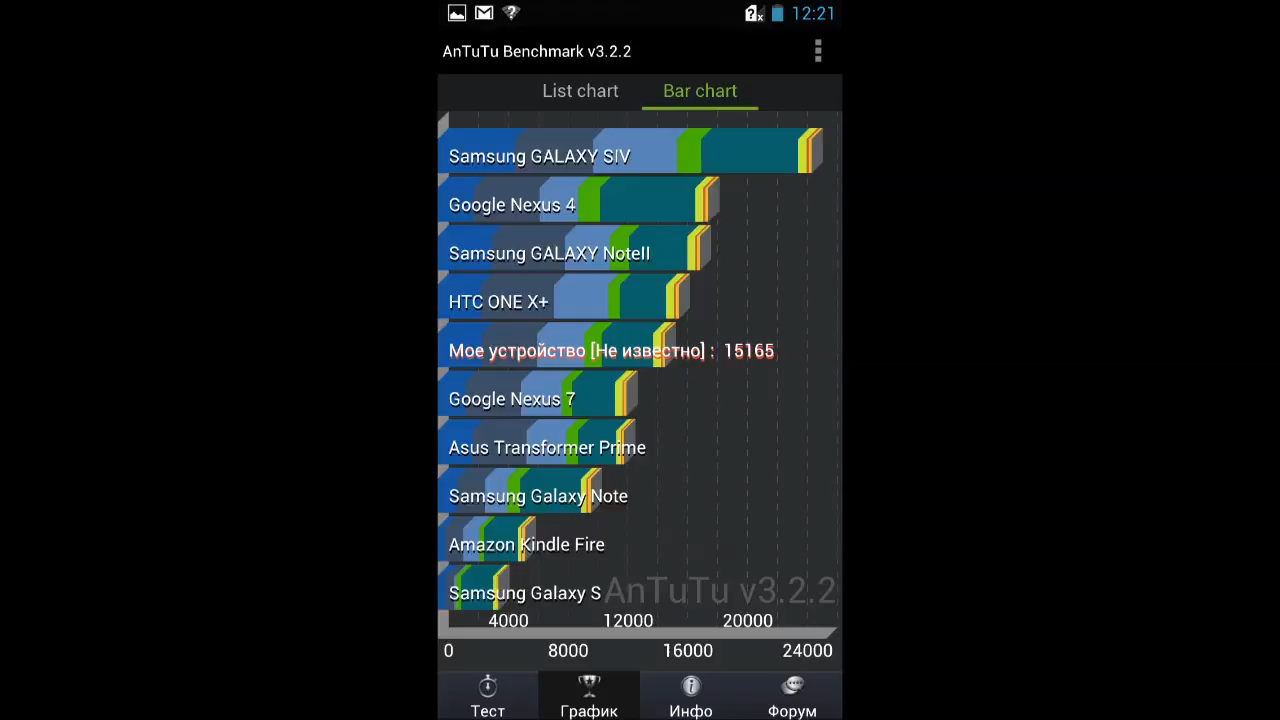 12:21
AnTuTu Benchmark v3.2.2
List chart Bar chart
Samsung GALAXY SIV
Google Nexus 4
Samsung GALAXY NoteII
HTC ONE X+
Мое устройство [Не известно] : 15165
Google Nexus 7
Asus Transformer Prime
Samsung Galaxy Note
Amazon Kindle Fire
Samsung Galaxy S
AnTuTu v3.2.2
4000 12000 20000
0 8000 16000 24000
Тест График Инфо Форум